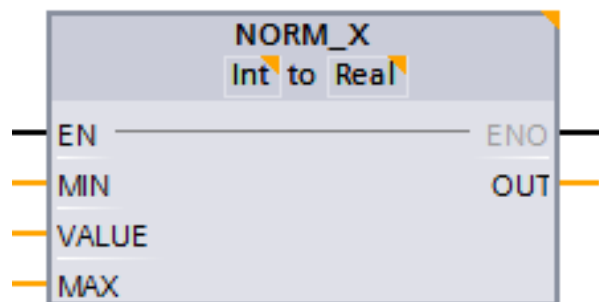 NORM_X
Int to Real
EN ENO
MIN OUT
VALUE
MAX